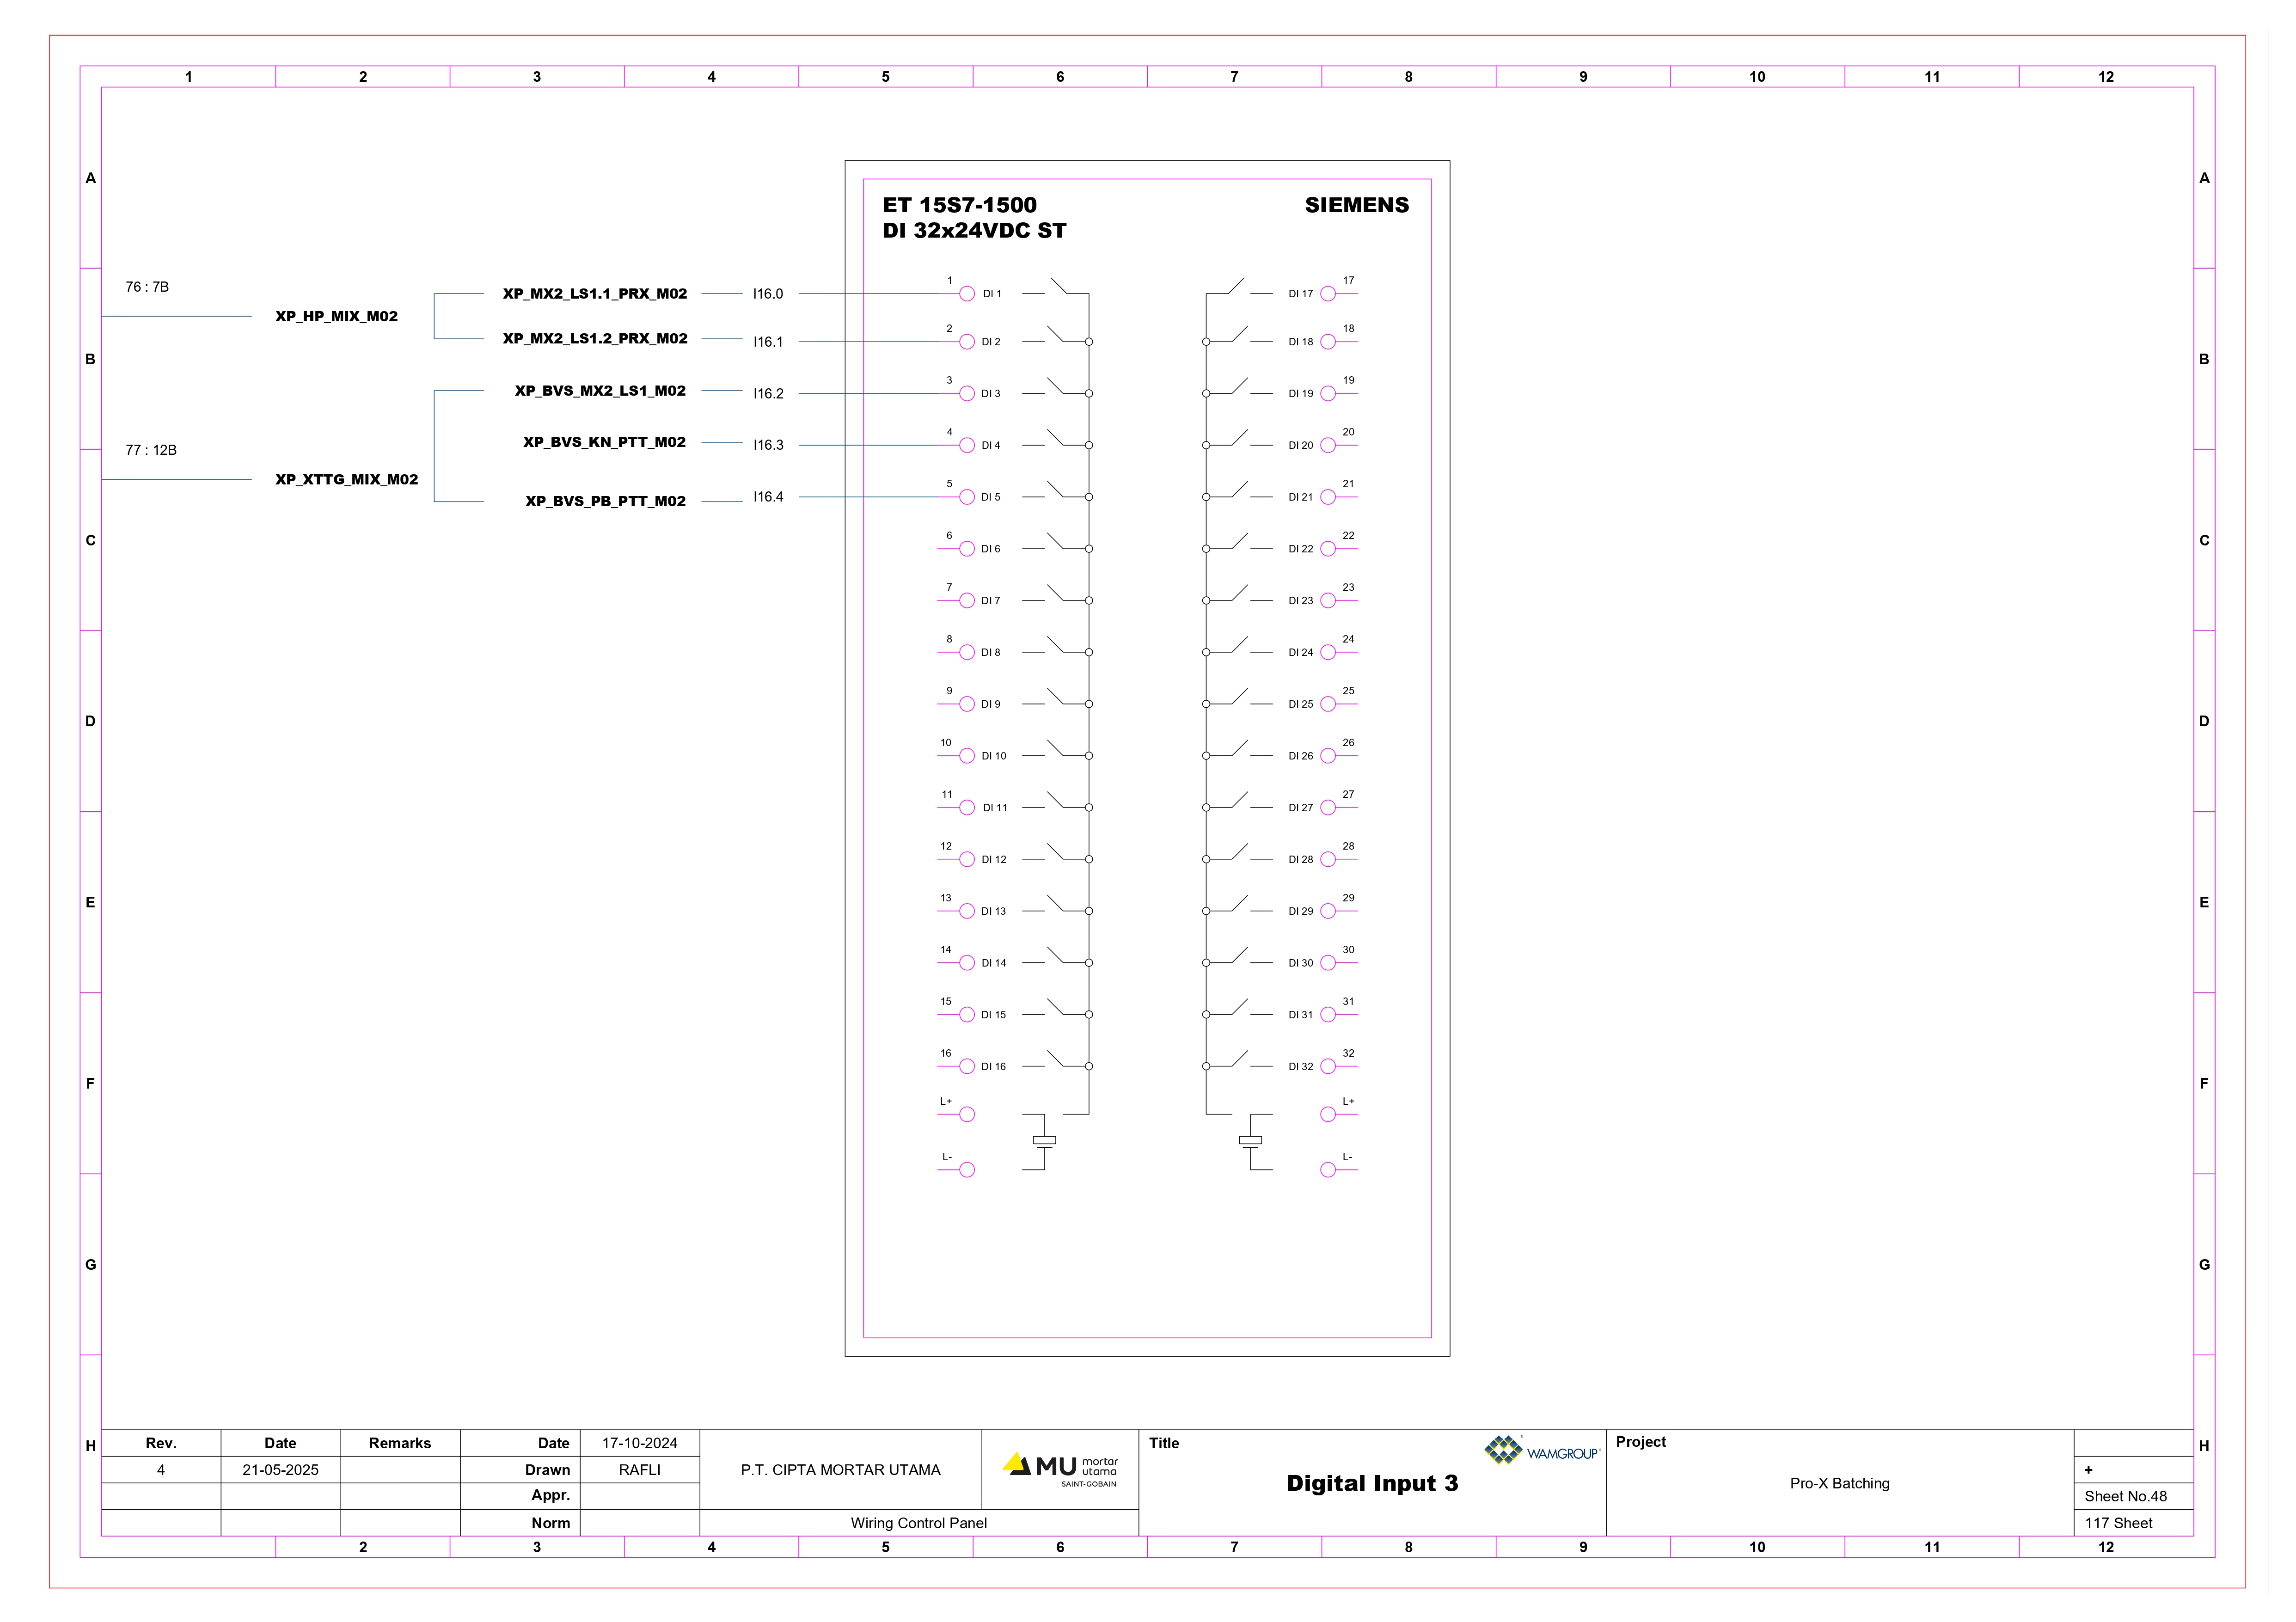 1 2 3 4 5 6 7 8 9 10 11 12
A A
B B
C C
D D
E E
F F
G G
H H
ET 15S7-1500 SIEMENS
DI 32x24VDC ST
76 : 7B
XP_HP_MIX_M02
XP_MX2_LS1.1_PRX_M02 I16.0
XP_MX2_LS1.2_PRX_M02 I16.1
77 : 12B
XP_XTTG_MIX_M02
XP_BVS_MX2_LS1_M02 I16.2
XP_BVS_KN_PTT_M02 I16.3
XP_BVS_PB_PTT_M02 I16.4
1 DI 1 DI 17 17
2 DI 2 DI 18 18
3 DI 3 DI 19 19
4 DI 4 DI 20 20
5 DI 5 DI 21 21
6 DI 6 DI 22 22
7 DI 7 DI 23 23
8 DI 8 DI 24 24
9 DI 9 DI 25 25
10 DI 10 DI 26 26
11 DI 11 DI 27 27
12 DI 12 DI 28 28
13 DI 13 DI 29 29
14 DI 14 DI 30 30
15 DI 15 DI 31 31
16 DI 16 DI 32 32
L+ L+
L- L-
Rev. Date Remarks Date 17-10-2024
4 21-05-2025 Drawn RAFLI
Appr.
Norm
P.T. CIPTA MORTAR UTAMA
MU mortar utama
SAINT-GOBAIN
Wiring Control Panel
Title
WAMGROUP®
Digital Input 3
Project
Pro-X Batching
+
Sheet No.48
117 Sheet
2 3 4 5 6 7 8 9 10 11 12